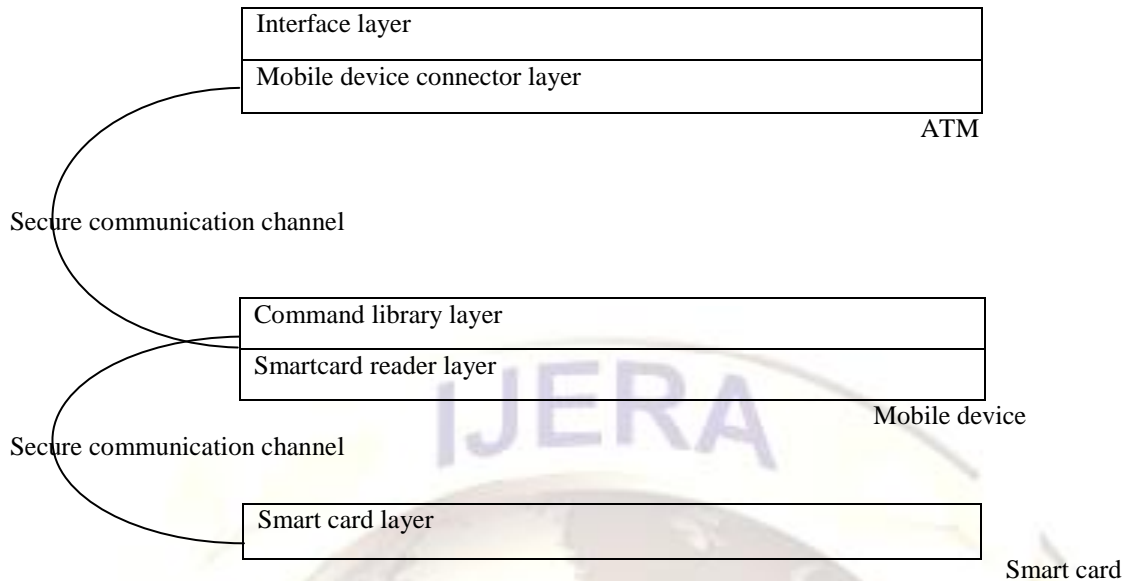 Interface layer
Mobile device connector layer
ATM
Secure communication channel
Command library layer
Smartcard reader layer
IJERA
Mobile device
Secure communication channel
Smart card layer
Smart card